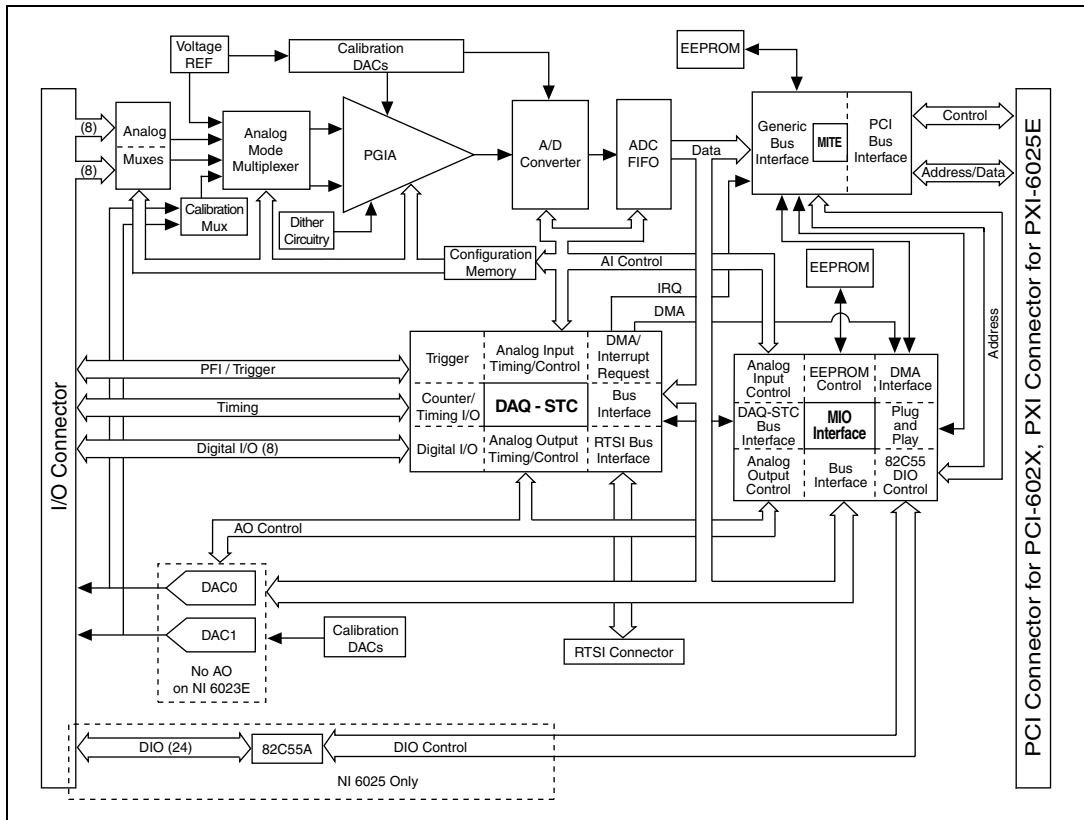 Voltage
REF
Calibration
DACs
EEPROM
(8)
(8)
Analog
Muxes
Analog
Mode
Multiplexer
PGIA
A/D
Converter
ADC
FIFO
Data
Generic
Bus
Interface
MITE
PCI
Bus
Interface
Control
Address/Data
Calibration
Mux
Dither
Circuitry
Configuration
Memory
AI Control
EEPROM
IRQ
DMA
Address
I/O Connector
PCI Connector for PCI-602X, PXI Connector for PXI-6025E
PFI / Trigger
Timing
Digital I/O (8)
Trigger
Analog Input
Timing/Control
DMA/
Interrupt
Request
Counter/
Timing I/O
DAQ - STC
Bus
Interface
Digital I/O
Analog Output
Timing/Control
RTSI Bus
Interface
Analog
Input
Control
EEPROM
Control
DMA
Interface
DAQ-STC
Bus
Interface
MIO
Interface
Plug
and
Play
Analog
Output
Control
Bus
Interface
82C55
DIO
Control
AO Control
DAC0
DAC1
Calibration
DACs
No AO
on NI 6023E
RTSI Connector
DIO (24)
82C55A
DIO Control
NI 6025 Only